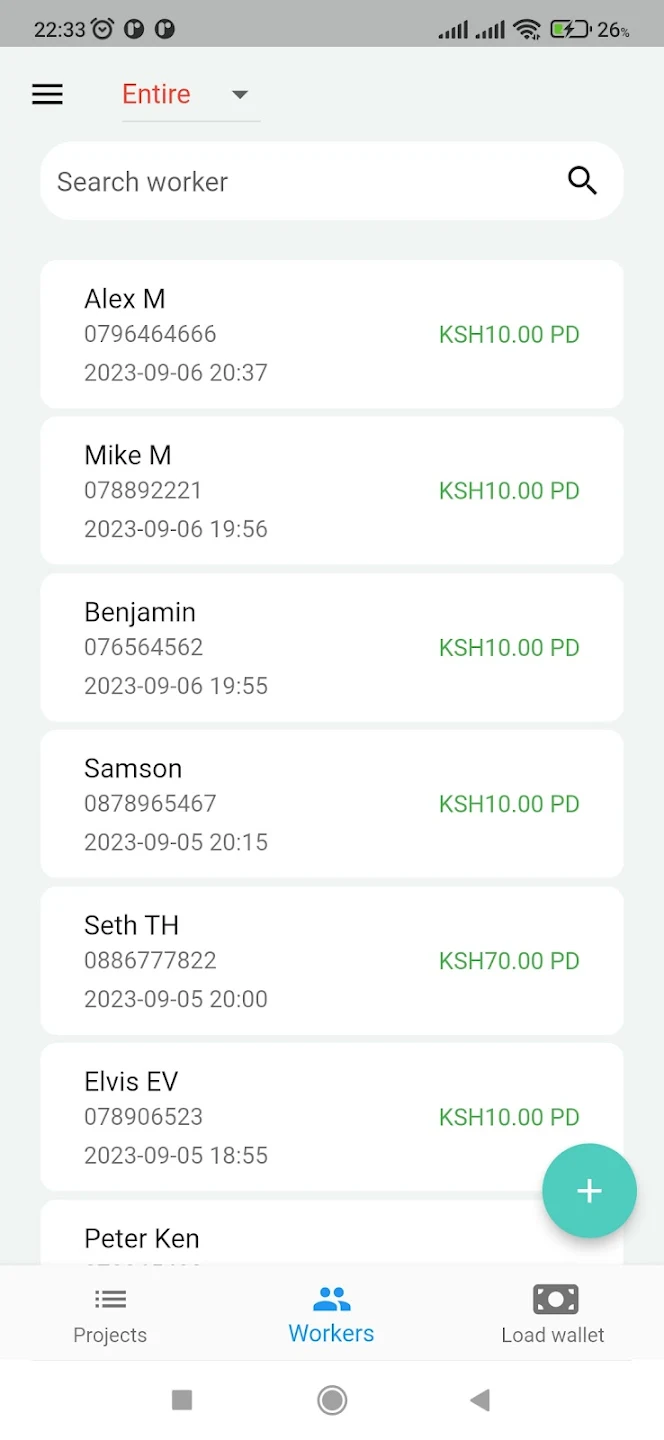 22:33 26%
Entire
Search worker
Alex M
0796464666
KSH10.00 PD
2023-09-06 20:37
Mike M
078892221
KSH10.00 PD
2023-09-06 19:56
Benjamin
076564562
KSH10.00 PD
2023-09-06 19:55
Samson
0878965467
KSH10.00 PD
2023-09-05 20:15
Seth TH
0886777822
KSH70.00 PD
2023-09-05 20:00
Elvis EV
078906523
KSH10.00 PD
2023-09-05 18:55
Peter Ken
Projects
Workers
Load wallet